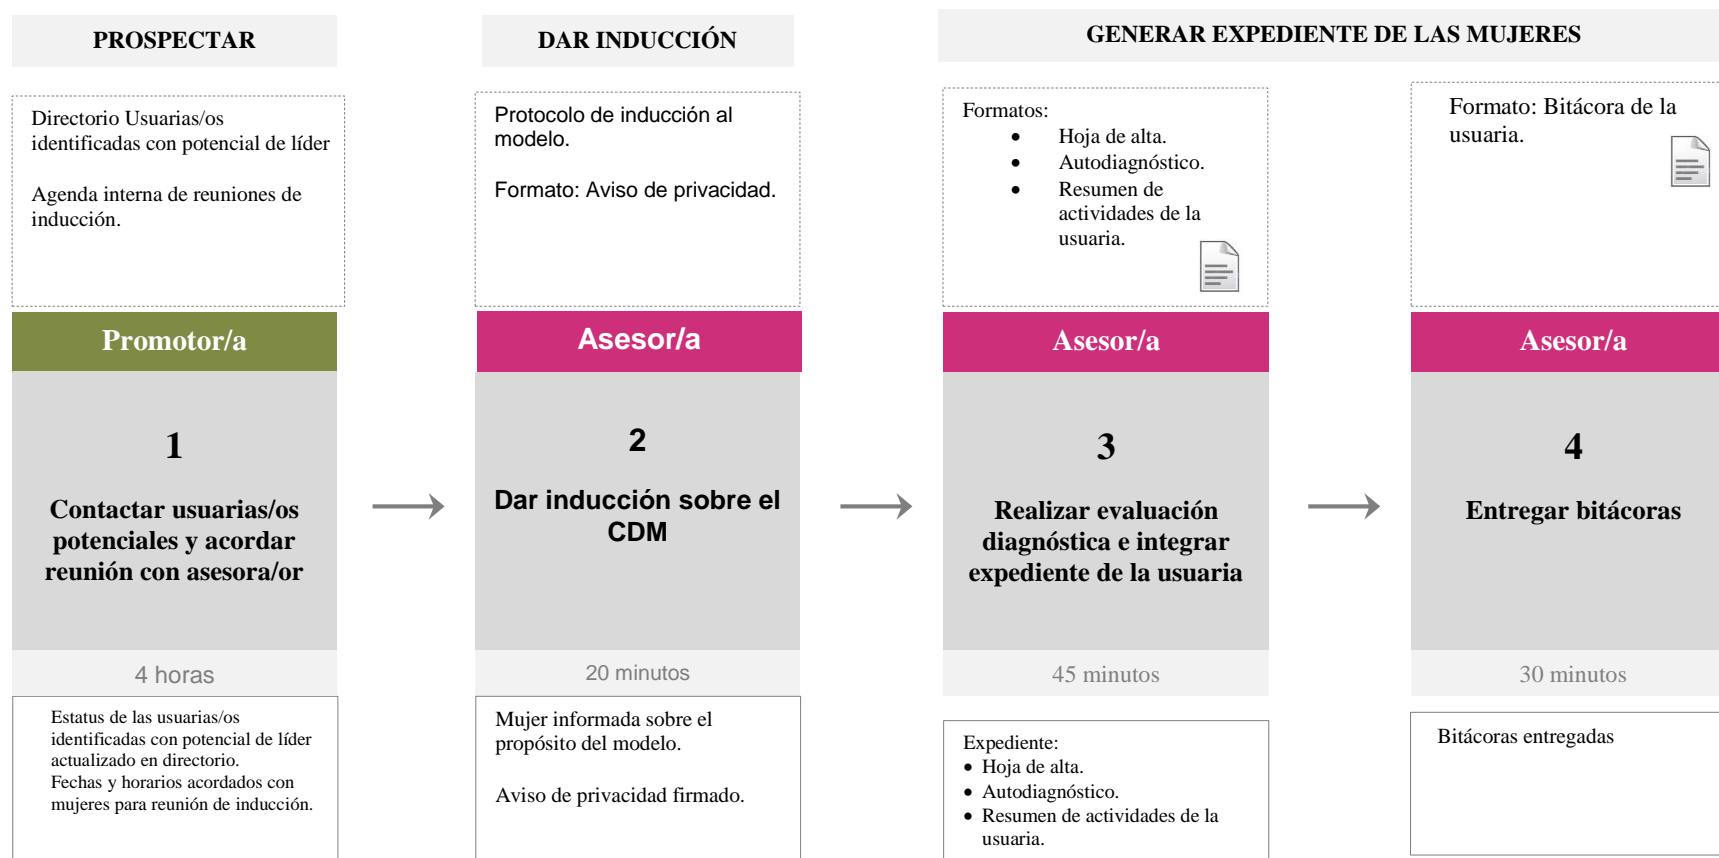 PROSPECTAR
DAR INDUCCIÓN
GENERAR EXPEDIENTE DE LAS MUJERES
Directorio Usuarias/os
identificadas con potencial de líder
Agenda interna de reuniones de
inducción.
Protocolo de inducción al
modelo.
Formato: Aviso de privacidad.
Formatos:
• Hoja de alta.
• Autodiagnóstico.
• Resumen de
actividades de la
usuaria.
Formato: Bitácora de la
usuaria.
Promotor/a
Asesor/a
Asesor/a
Asesor/a
1
Contactar usuarias/os
potenciales y acordar
reunión con asesora/or
2
Dar inducción sobre el
CDM
3
Realizar evaluación
diagnóstica e integrar
expediente de la usuaria
4
Entregar bitácoras
4 horas
20 minutos
45 minutos
30 minutos
Estatus de las usuarias/os
identificadas con potencial de líder
actualizado en directorio.
Fechas y horarios acordados con
mujeres para reunión de inducción.
Mujer informada sobre el
propósito del modelo.
Aviso de privacidad firmado.
Expediente:
• Hoja de alta.
• Autodiagnóstico.
• Resumen de actividades de la
usuaria.
Bitácoras entregadas